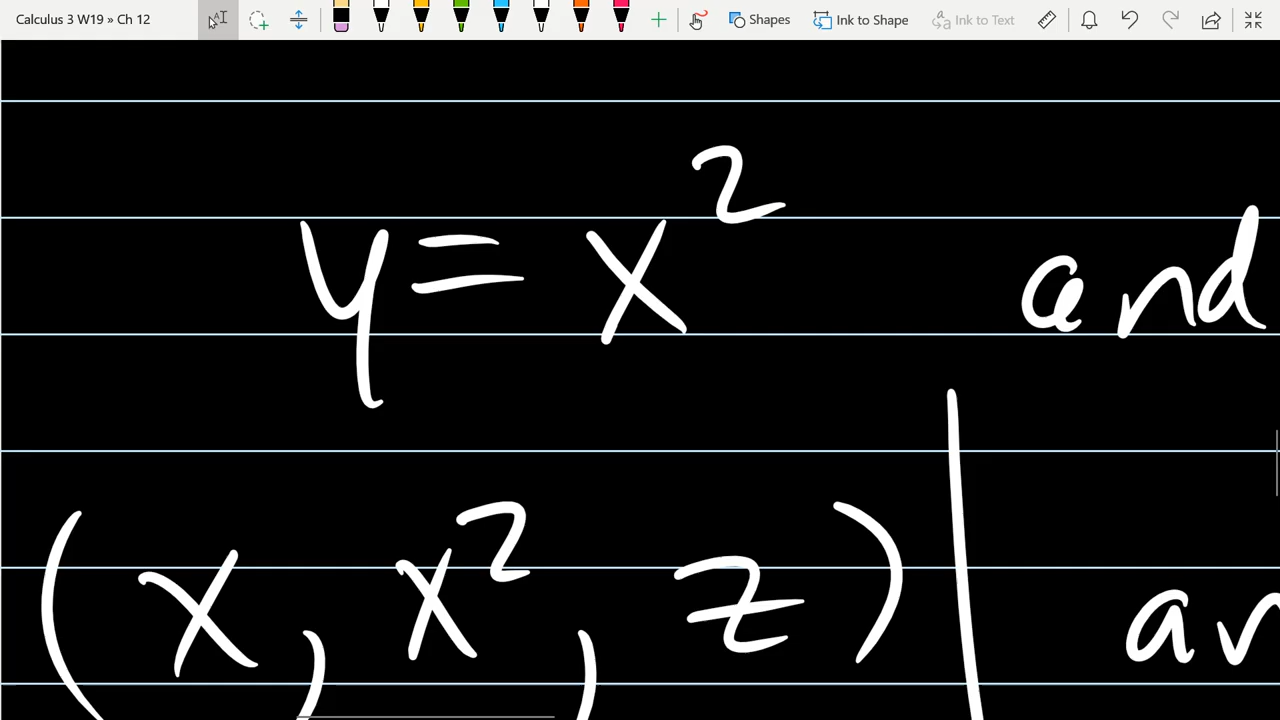 Calculus 3 W19 » Ch 12 Shapes Ink to Shape Ink to Text
y = x² and
(x, x², z) |